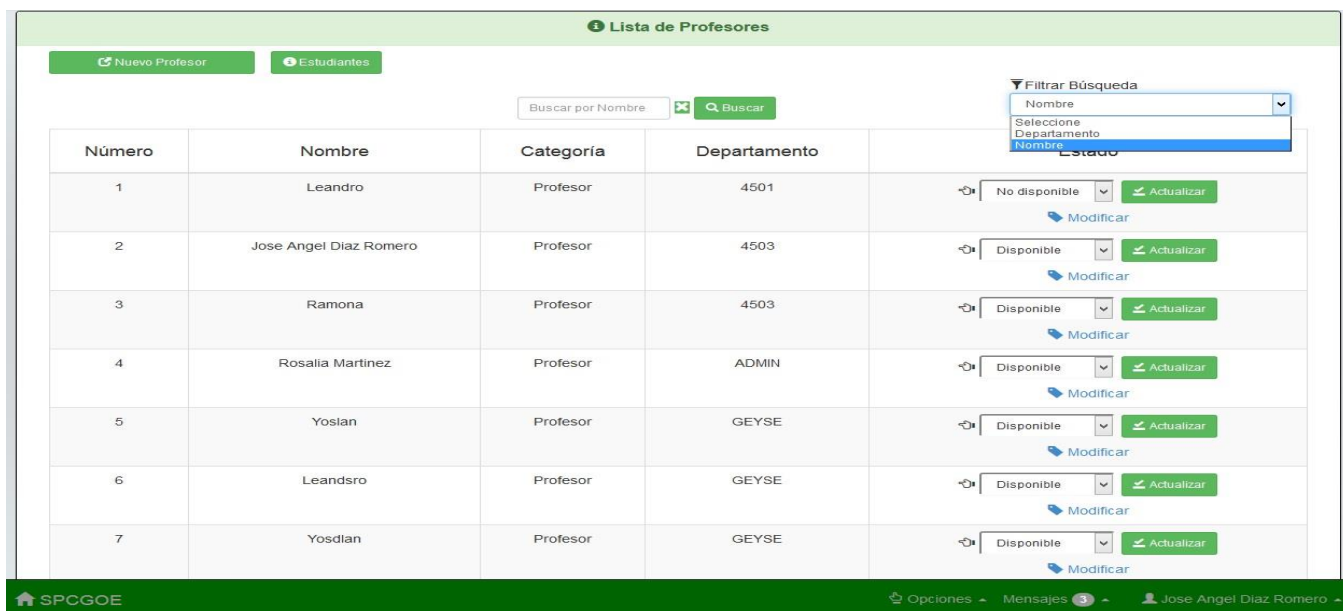 Lista de Profesores
Nuevo Profesor Estudiantes
Filtrar Búsqueda
Buscar por Nombre Buscar Nombre
Seleccione
Departamento
Nombre
Número Nombre Categoría Departamento Estado
1 Leandro Profesor 4501 No disponible Actualizar
Modificar
2 Jose Angel Diaz Romero Profesor 4503 Disponible Actualizar
Modificar
3 Ramona Profesor 4503 Disponible Actualizar
Modificar
4 Rosalia Martinez Profesor ADMIN Disponible Actualizar
Modificar
5 Yoslan Profesor GEYSE Disponible Actualizar
Modificar
6 Leandsro Profesor GEYSE Disponible Actualizar
Modificar
7 Yosdlan Profesor GEYSE Disponible Actualizar
Modificar
SPCGOE Opciones Mensajes 3 Jose Angel Diaz Romero